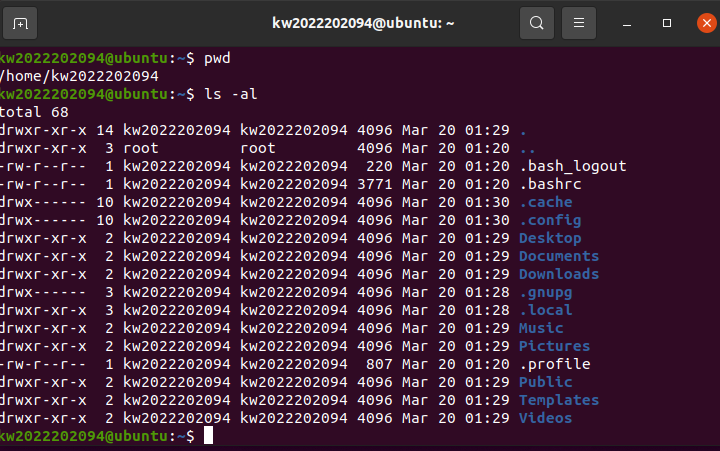 kw2022202094@ubuntu: ~
kw2022202094@ubuntu:~$ pwd
/home/kw2022202094
kw2022202094@ubuntu:~$ ls -al
total 68
drwxr-xr-x 14 kw2022202094 kw2022202094 4096 Mar 20 01:29 .
drwxr-xr-x  3 root         root         4096 Mar 20 01:20 ..
-rw-r--r--  1 kw2022202094 kw2022202094  220 Mar 20 01:20 .bash_logout
-rw-r--r--  1 kw2022202094 kw2022202094 3771 Mar 20 01:20 .bashrc
drwx------ 10 kw2022202094 kw2022202094 4096 Mar 20 01:30 .cache
drwx------ 10 kw2022202094 kw2022202094 4096 Mar 20 01:30 .config
drwxr-xr-x  2 kw2022202094 kw2022202094 4096 Mar 20 01:29 Desktop
drwxr-xr-x  2 kw2022202094 kw2022202094 4096 Mar 20 01:29 Documents
drwxr-xr-x  2 kw2022202094 kw2022202094 4096 Mar 20 01:29 Downloads
drwx------  3 kw2022202094 kw2022202094 4096 Mar 20 01:28 .gnupg
drwxr-xr-x  3 kw2022202094 kw2022202094 4096 Mar 20 01:28 .local
drwxr-xr-x  2 kw2022202094 kw2022202094 4096 Mar 20 01:29 Music
drwxr-xr-x  2 kw2022202094 kw2022202094 4096 Mar 20 01:29 Pictures
-rw-r--r--  1 kw2022202094 kw2022202094  807 Mar 20 01:20 .profile
drwxr-xr-x  2 kw2022202094 kw2022202094 4096 Mar 20 01:29 Public
drwxr-xr-x  2 kw2022202094 kw2022202094 4096 Mar 20 01:29 Templates
drwxr-xr-x  2 kw2022202094 kw2022202094 4096 Mar 20 01:29 Videos
kw2022202094@ubuntu:~$